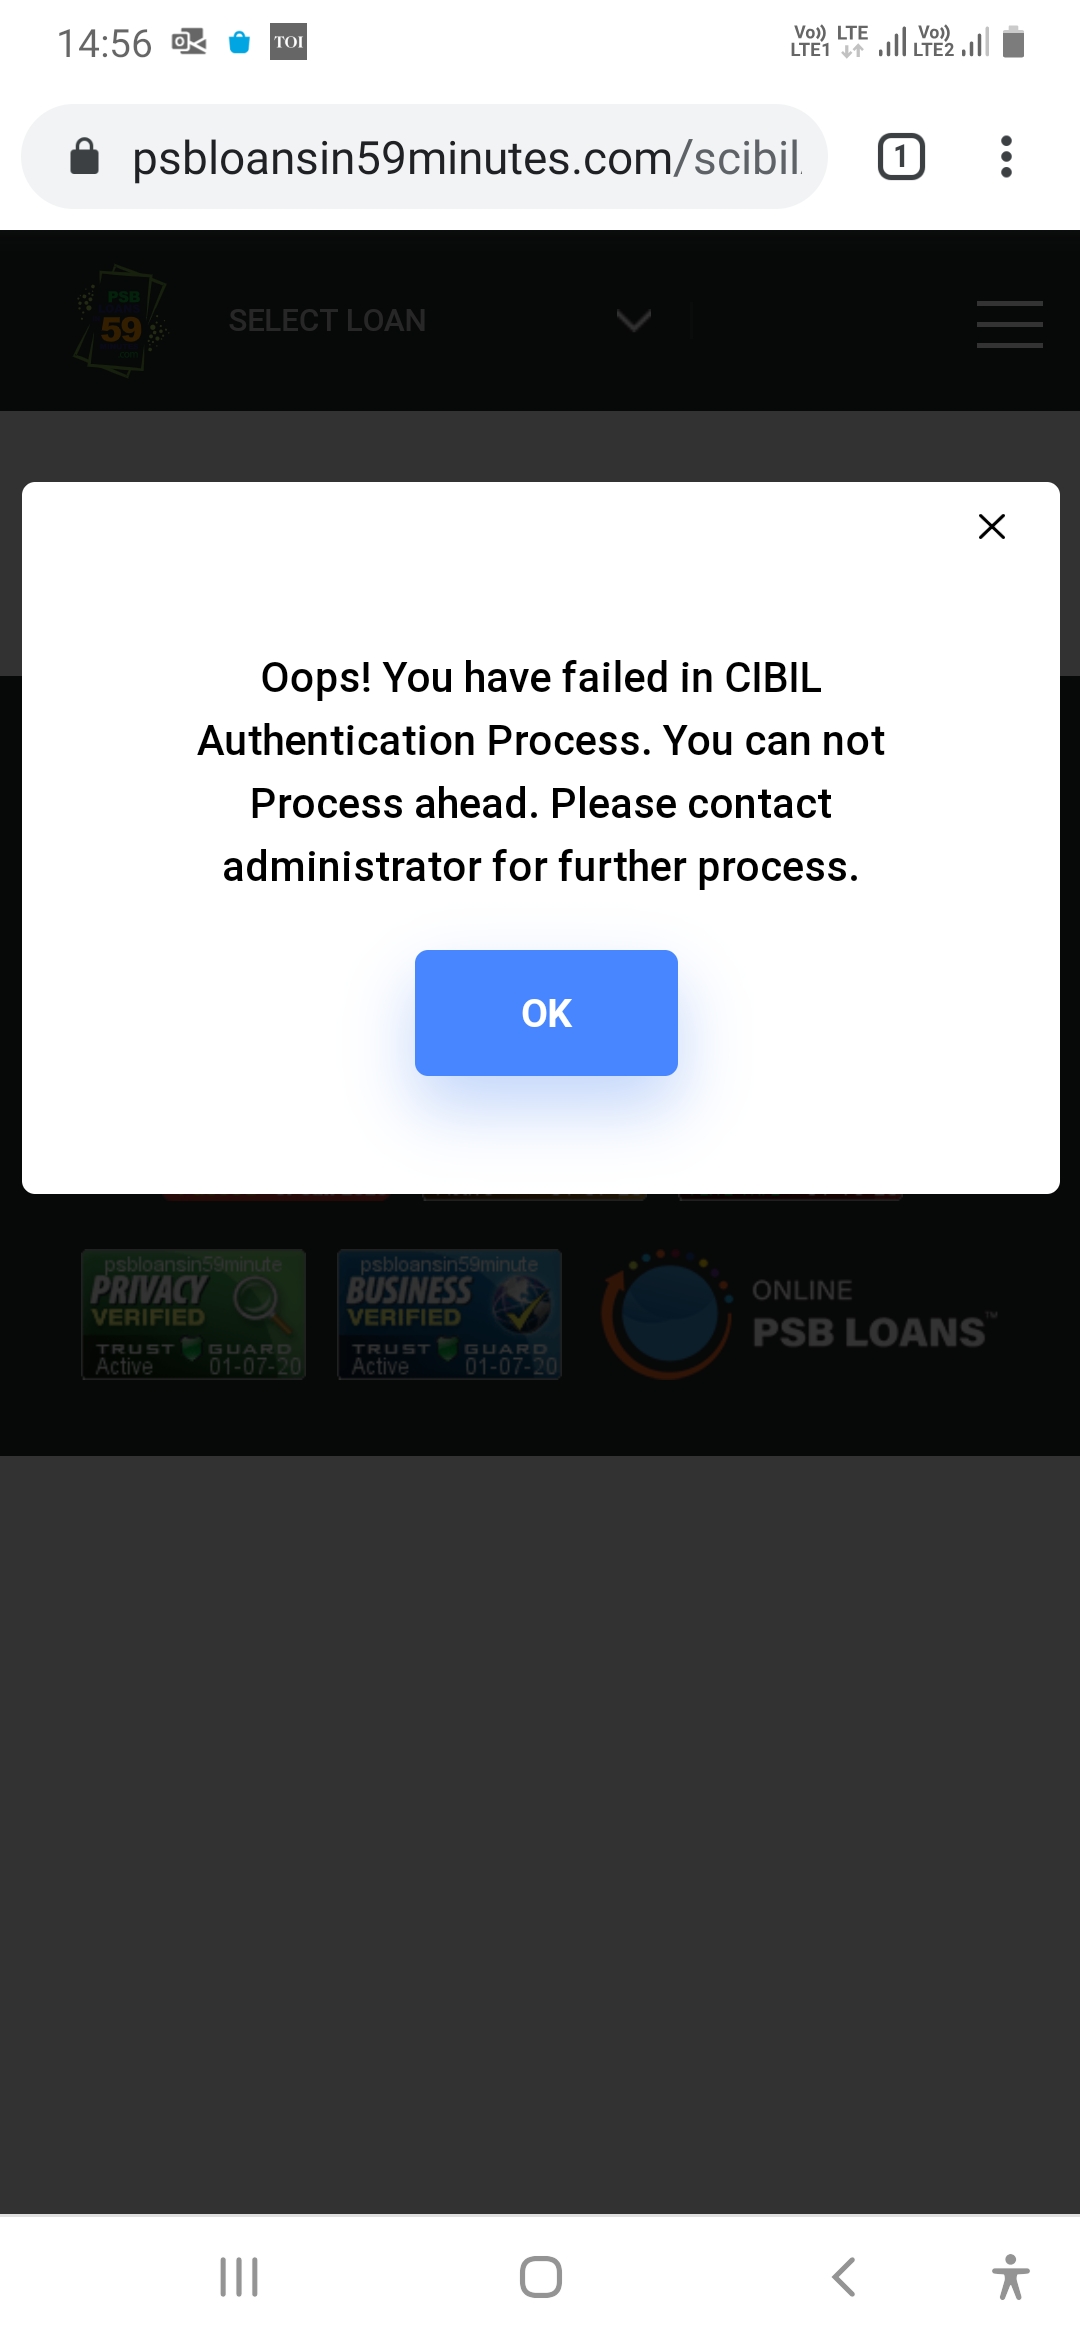 14:56
TOI
Vo)) LTE
LTE1
Vo))
LTE2
psbloansin59minutes.com/scibil
1
PSB
59
.com
SELECT LOAN
Oops! You have failed in CIBIL
Authentication Process. You can not
Process ahead. Please contact
administrator for further process.
OK
psbloansin59minute
PRIVACY
VERIFIED
TRUST GUARD
Active 01-07-20
psbloansin59minute
BUSINESS
VERIFIED
TRUST GUARD
Active 01-07-20
ONLINE
PSB LOANS™